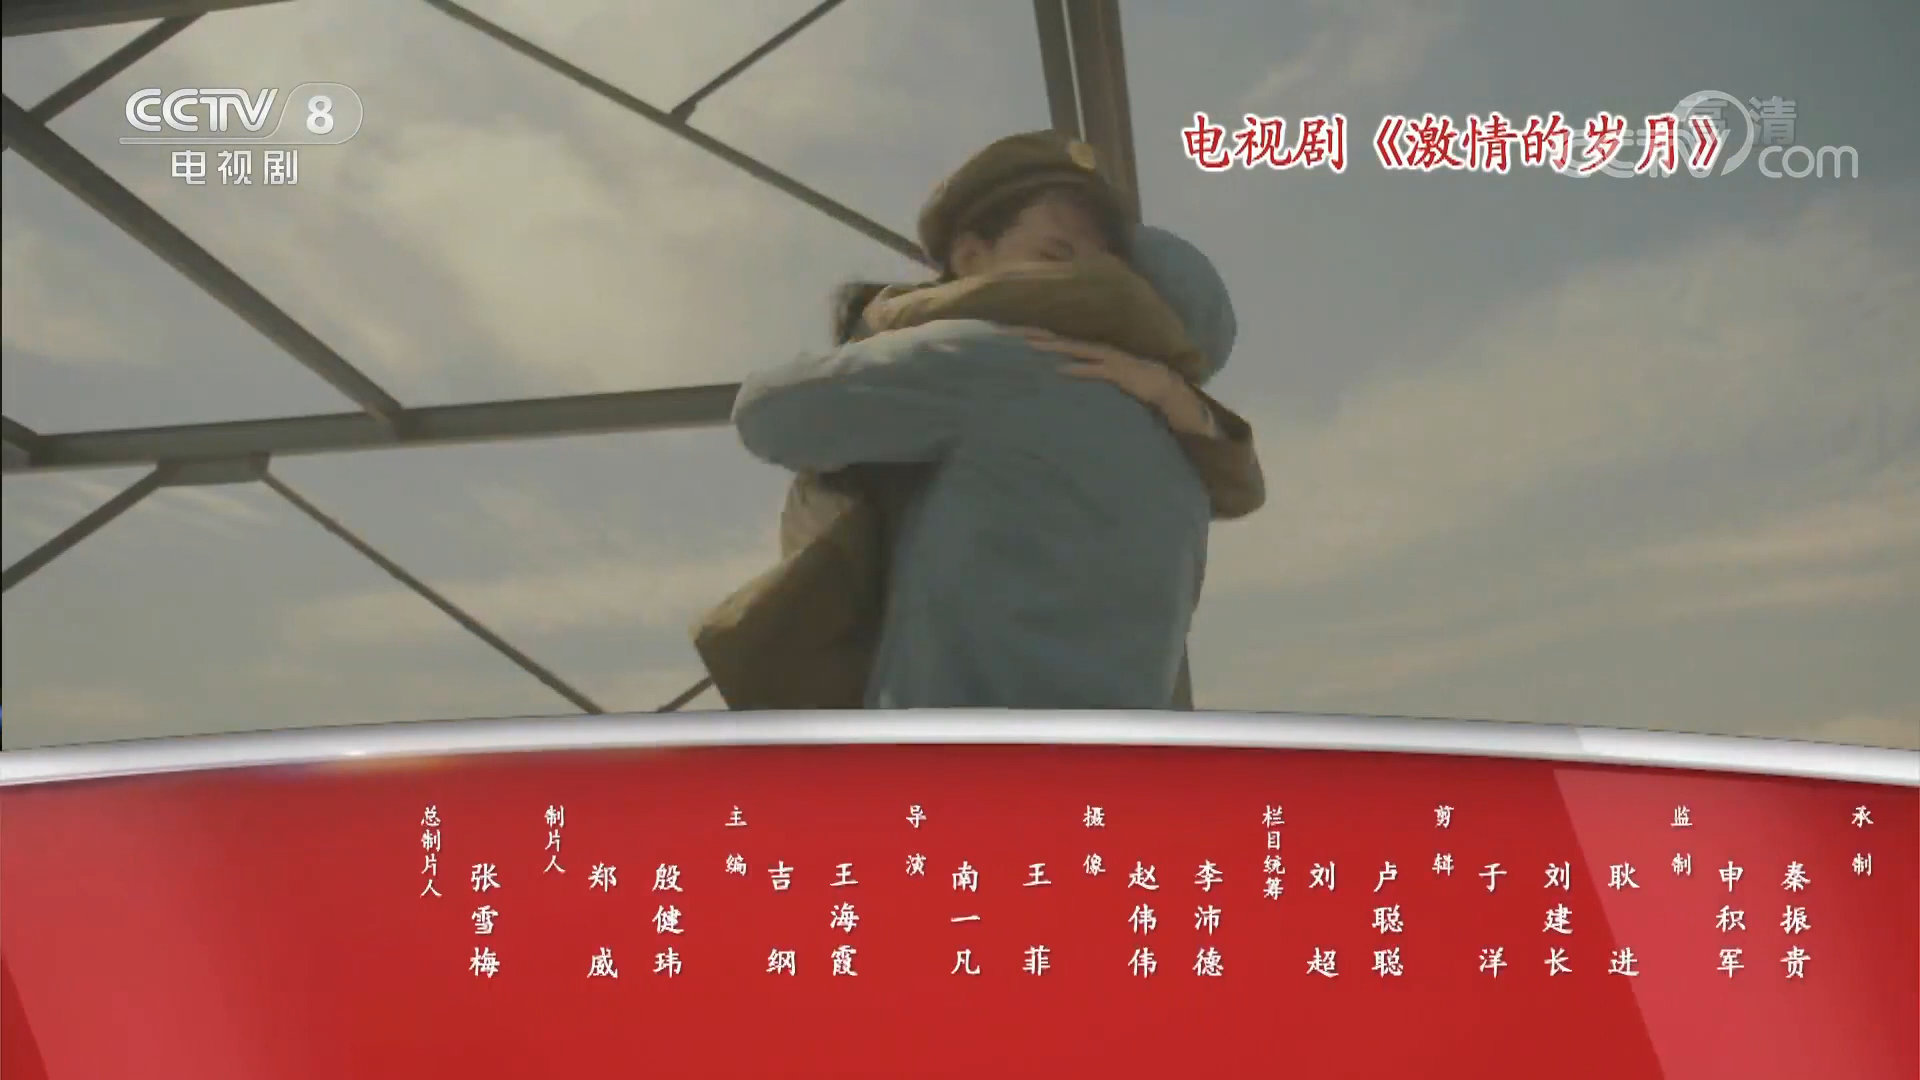 CCTV 8
电视剧
高清
cctv.com
电视剧《激情的岁月》
总制片人
张雪梅
制片人
郑威
殷健玮
主编
吉纲
王海霞
导演
南一凡
王菲
摄像
赵伟伟
李沛德
栏目统筹
刘超
卢聪聪
剪辑
于洋
刘建长
耿进
监制
申积军
秦振贵
承制